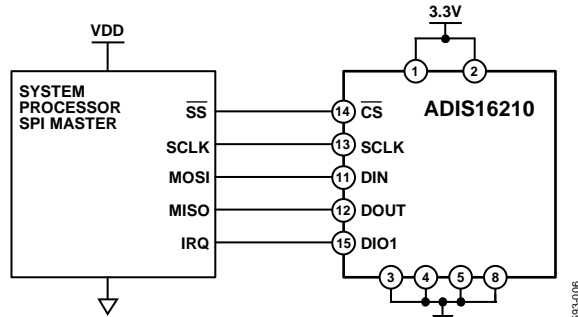 VDD
3.3V
1 2
SYSTEM
PROCESSOR
SPI MASTER
ADIS16210
SS 14 CS
SCLK 13 SCLK
MOSI 11 DIN
MISO 12 DOUT
IRQ 15 DIO1
3 4 5 8